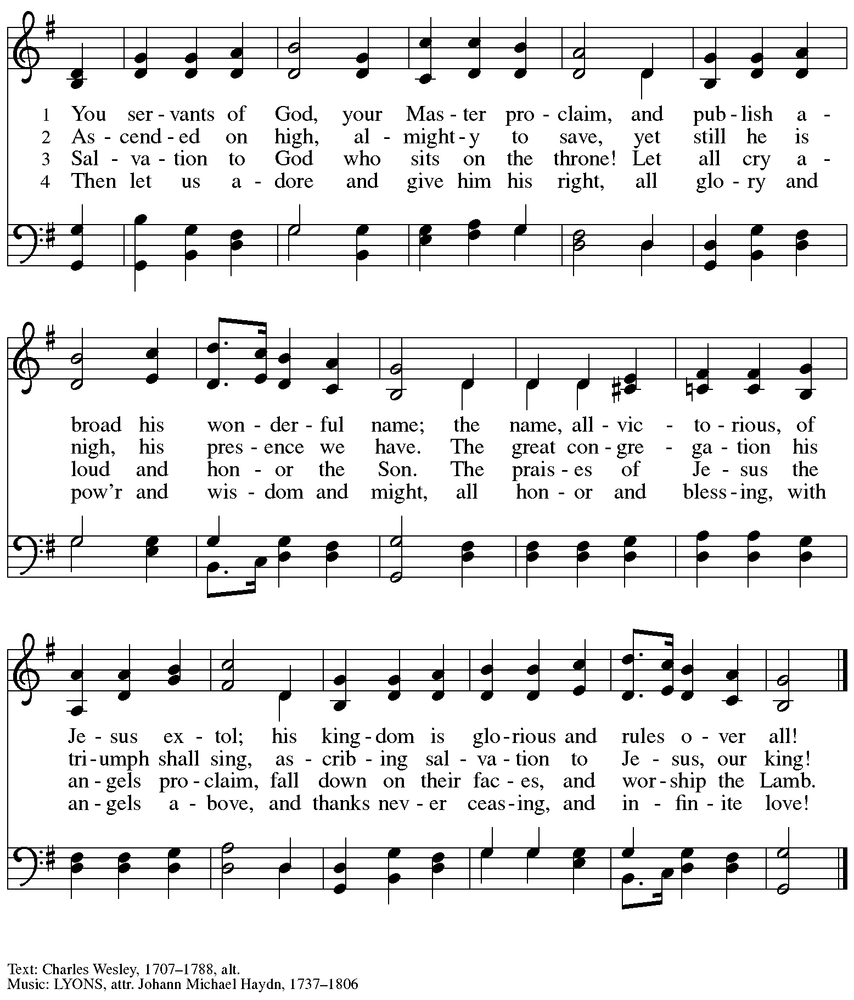 1 You ser - vants of God, your Mas - ter pro - claim, and pub - lish a -
2 As - cend - ed on high, al - might - y to save, yet still he is
3 Sal - va - tion to God who sits on the throne! Let all cry a -
4 Then let us a - dore and give him his right, all glo - ry and
broad his won - der - ful name; the name, all - vic - to - rious, of
nigh, his pres - ence we have. The great con - gre - ga - tion his
loud and hon - or the Son. The prais - es of Je - sus the
pow’r and wis - dom and might, all hon - or and bless - ing, with
Je - sus ex - tol; his king - dom is glo - rious and rules o - ver all!
tri - umph shall sing, as - crib - ing sal - va - tion to Je - sus, our king!
an - gels pro - claim, fall down on their fac - es, and wor - ship the Lamb.
an - gels a - bove, and thanks nev - er ceas - ing, and in - fin - ite love!
Text: Charles Wesley, 1707–1788, alt.
Music: LYONS, attr. Johann Michael Haydn, 1737–1806